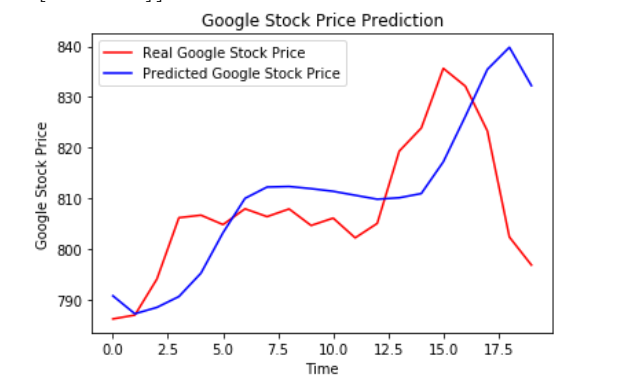 Google Stock Price Prediction
Real Google Stock Price
Predicted Google Stock Price
Google Stock Price
840
830
820
810
800
790
0.0 2.5 5.0 7.5 10.0 12.5 15.0 17.5
Time